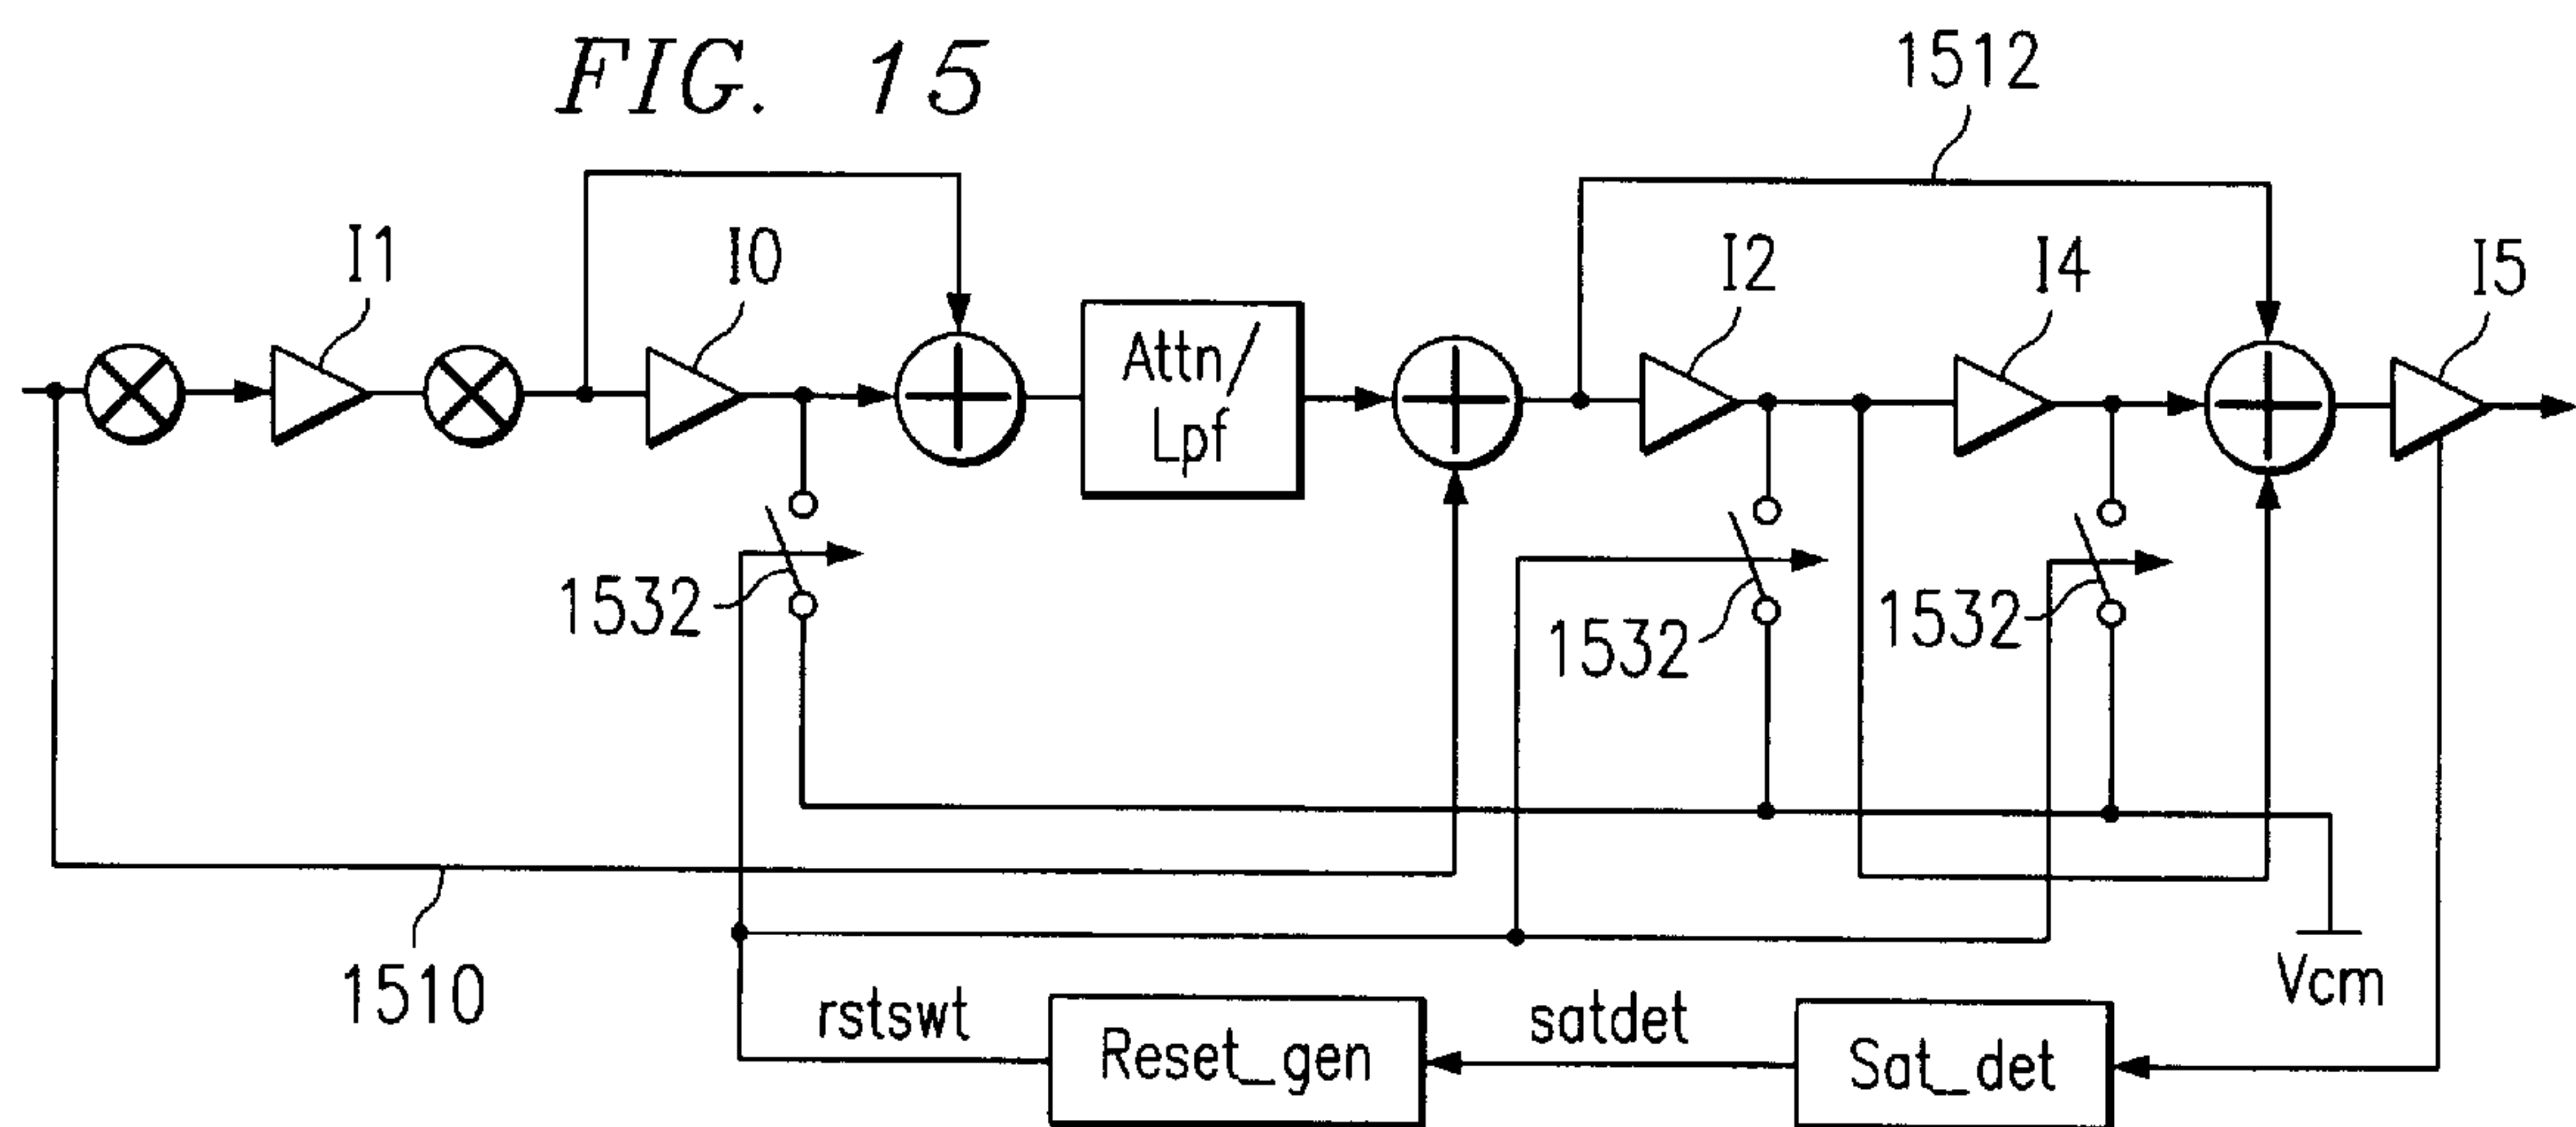 FIG. 15
1512
I1
I0
I2
I4
I5
Attn/
Lpf
1532
1532
1532
1510
Vcm
rstswt
Reset_gen
satdet
Sat_det